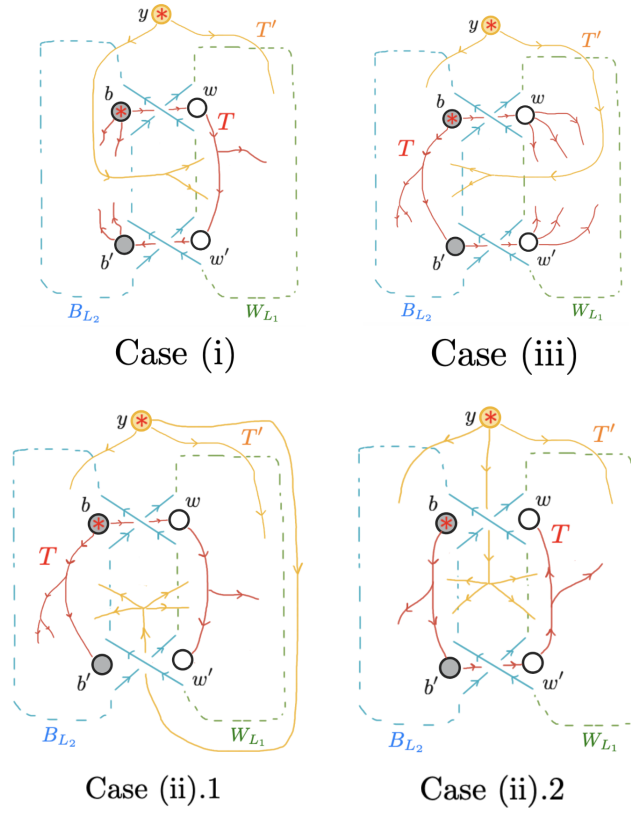 y T′
b w T
b′ w′
B_{L_2} W_{L_1}
Case (i)
y T′
b w
T
b′ w′
B_{L_2} W_{L_1}
Case (iii)
y T′
b w
T
b′ w′
B_{L_2} W_{L_1}
Case (ii).1
y T′
b w T
b′ w′
B_{L_2} W_{L_1}
Case (ii).2